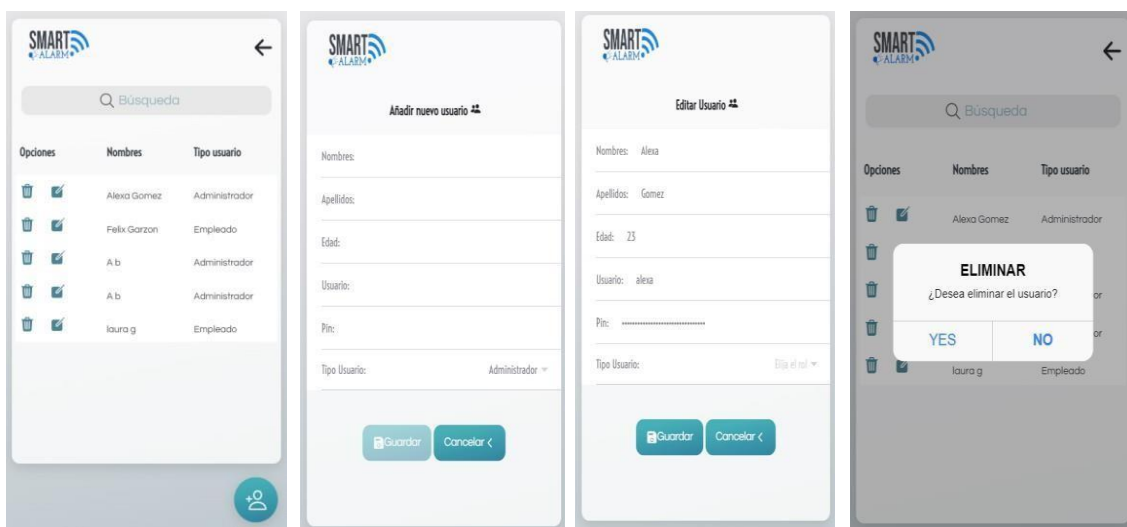 SMART
ALARM
Búsqueda
Opciones Nombres Tipo usuario
Alexa Gomez Administrador
Felix Garzon Empleado
A b Administrador
A b Administrador
laura g Empleado
SMART
ALARM
Añadir nuevo usuario
Nombres:
Apellidos:
Edad:
Usuario:
Pin:
Tipo Usuario: Administrador
Guardar Cancelar <
SMART
ALARM
Editar Usuario
Nombres: Alexa
Apellidos: Gomez
Edad: 23
Usuario: alexa
Pin:
Tipo Usuario: Elija el rol
Guardar Cancelar <
SMART
ALARM
Búsqueda
Opciones Nombres Tipo usuario
Alexa Gomez Administrador
ELIMINAR
¿Desea eliminar el usuario?
or
YES NO
or
laura g Empleado